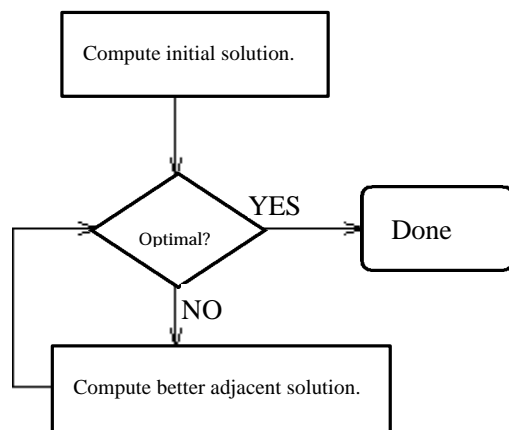 Compute initial solution.
YES
Optimal?
Done
NO
Compute better adjacent solution.